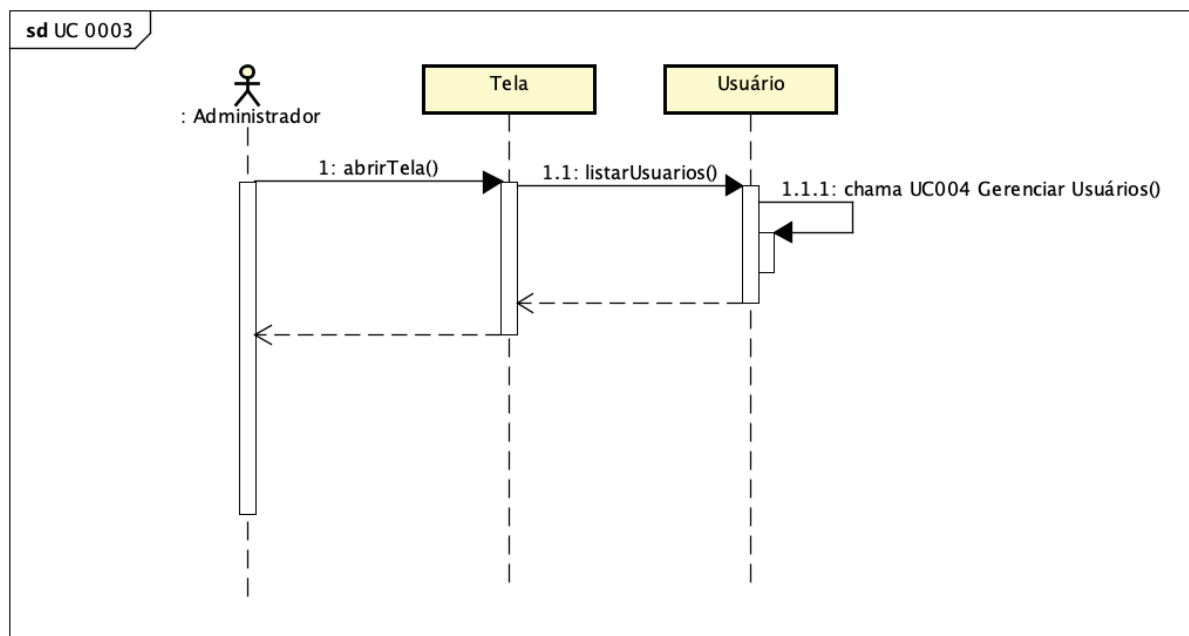 sd UC 0003
Tela
Usuário
: Administrador
1: abrirTela()
1.1: listarUsuarios()
1.1.1: chama UC004 Gerenciar Usuários()